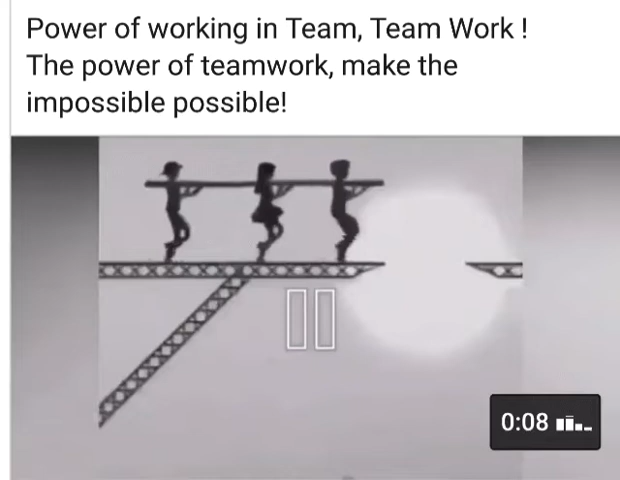 Power of working in Team, Team Work !
The power of teamwork, make the
impossible possible!
0:08